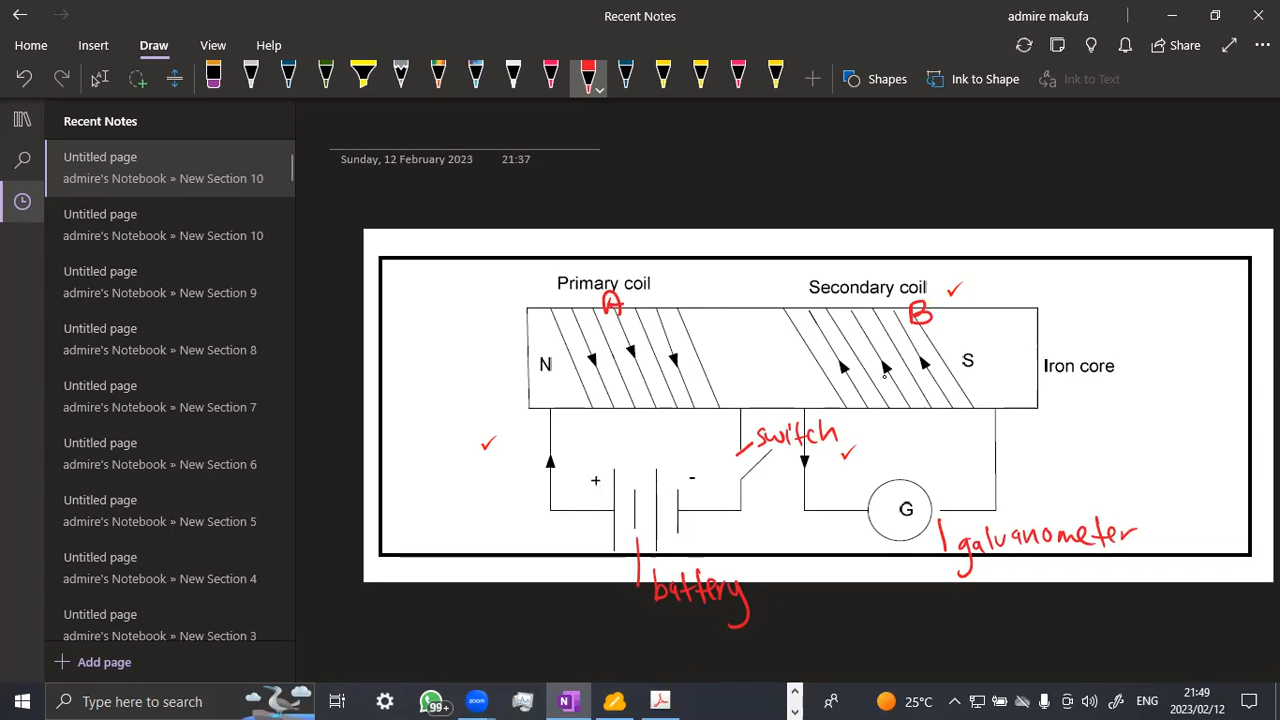 Recent Notes
admire makufa
Home Insert Draw View Help
Share
Shapes
Ink to Shape
Ink to Text
Recent Notes
Untitled page
admire's Notebook » New Section 10
Untitled page
admire's Notebook » New Section 10
Untitled page
admire's Notebook » New Section 9
Untitled page
admire's Notebook » New Section 8
Untitled page
admire's Notebook » New Section 7
Untitled page
admire's Notebook » New Section 6
Untitled page
admire's Notebook » New Section 5
Untitled page
admire's Notebook » New Section 4
Untitled page
admire's Notebook » New Section 3
Add page
Sunday, 12 February 2023 21:37
Primary coil
Secondary coil
A
B
N
S
Iron core
switch
+
-
G
galvanometer
battery
Type here to search
99+
zoom
25°C
ENG
21:49
2023/02/12